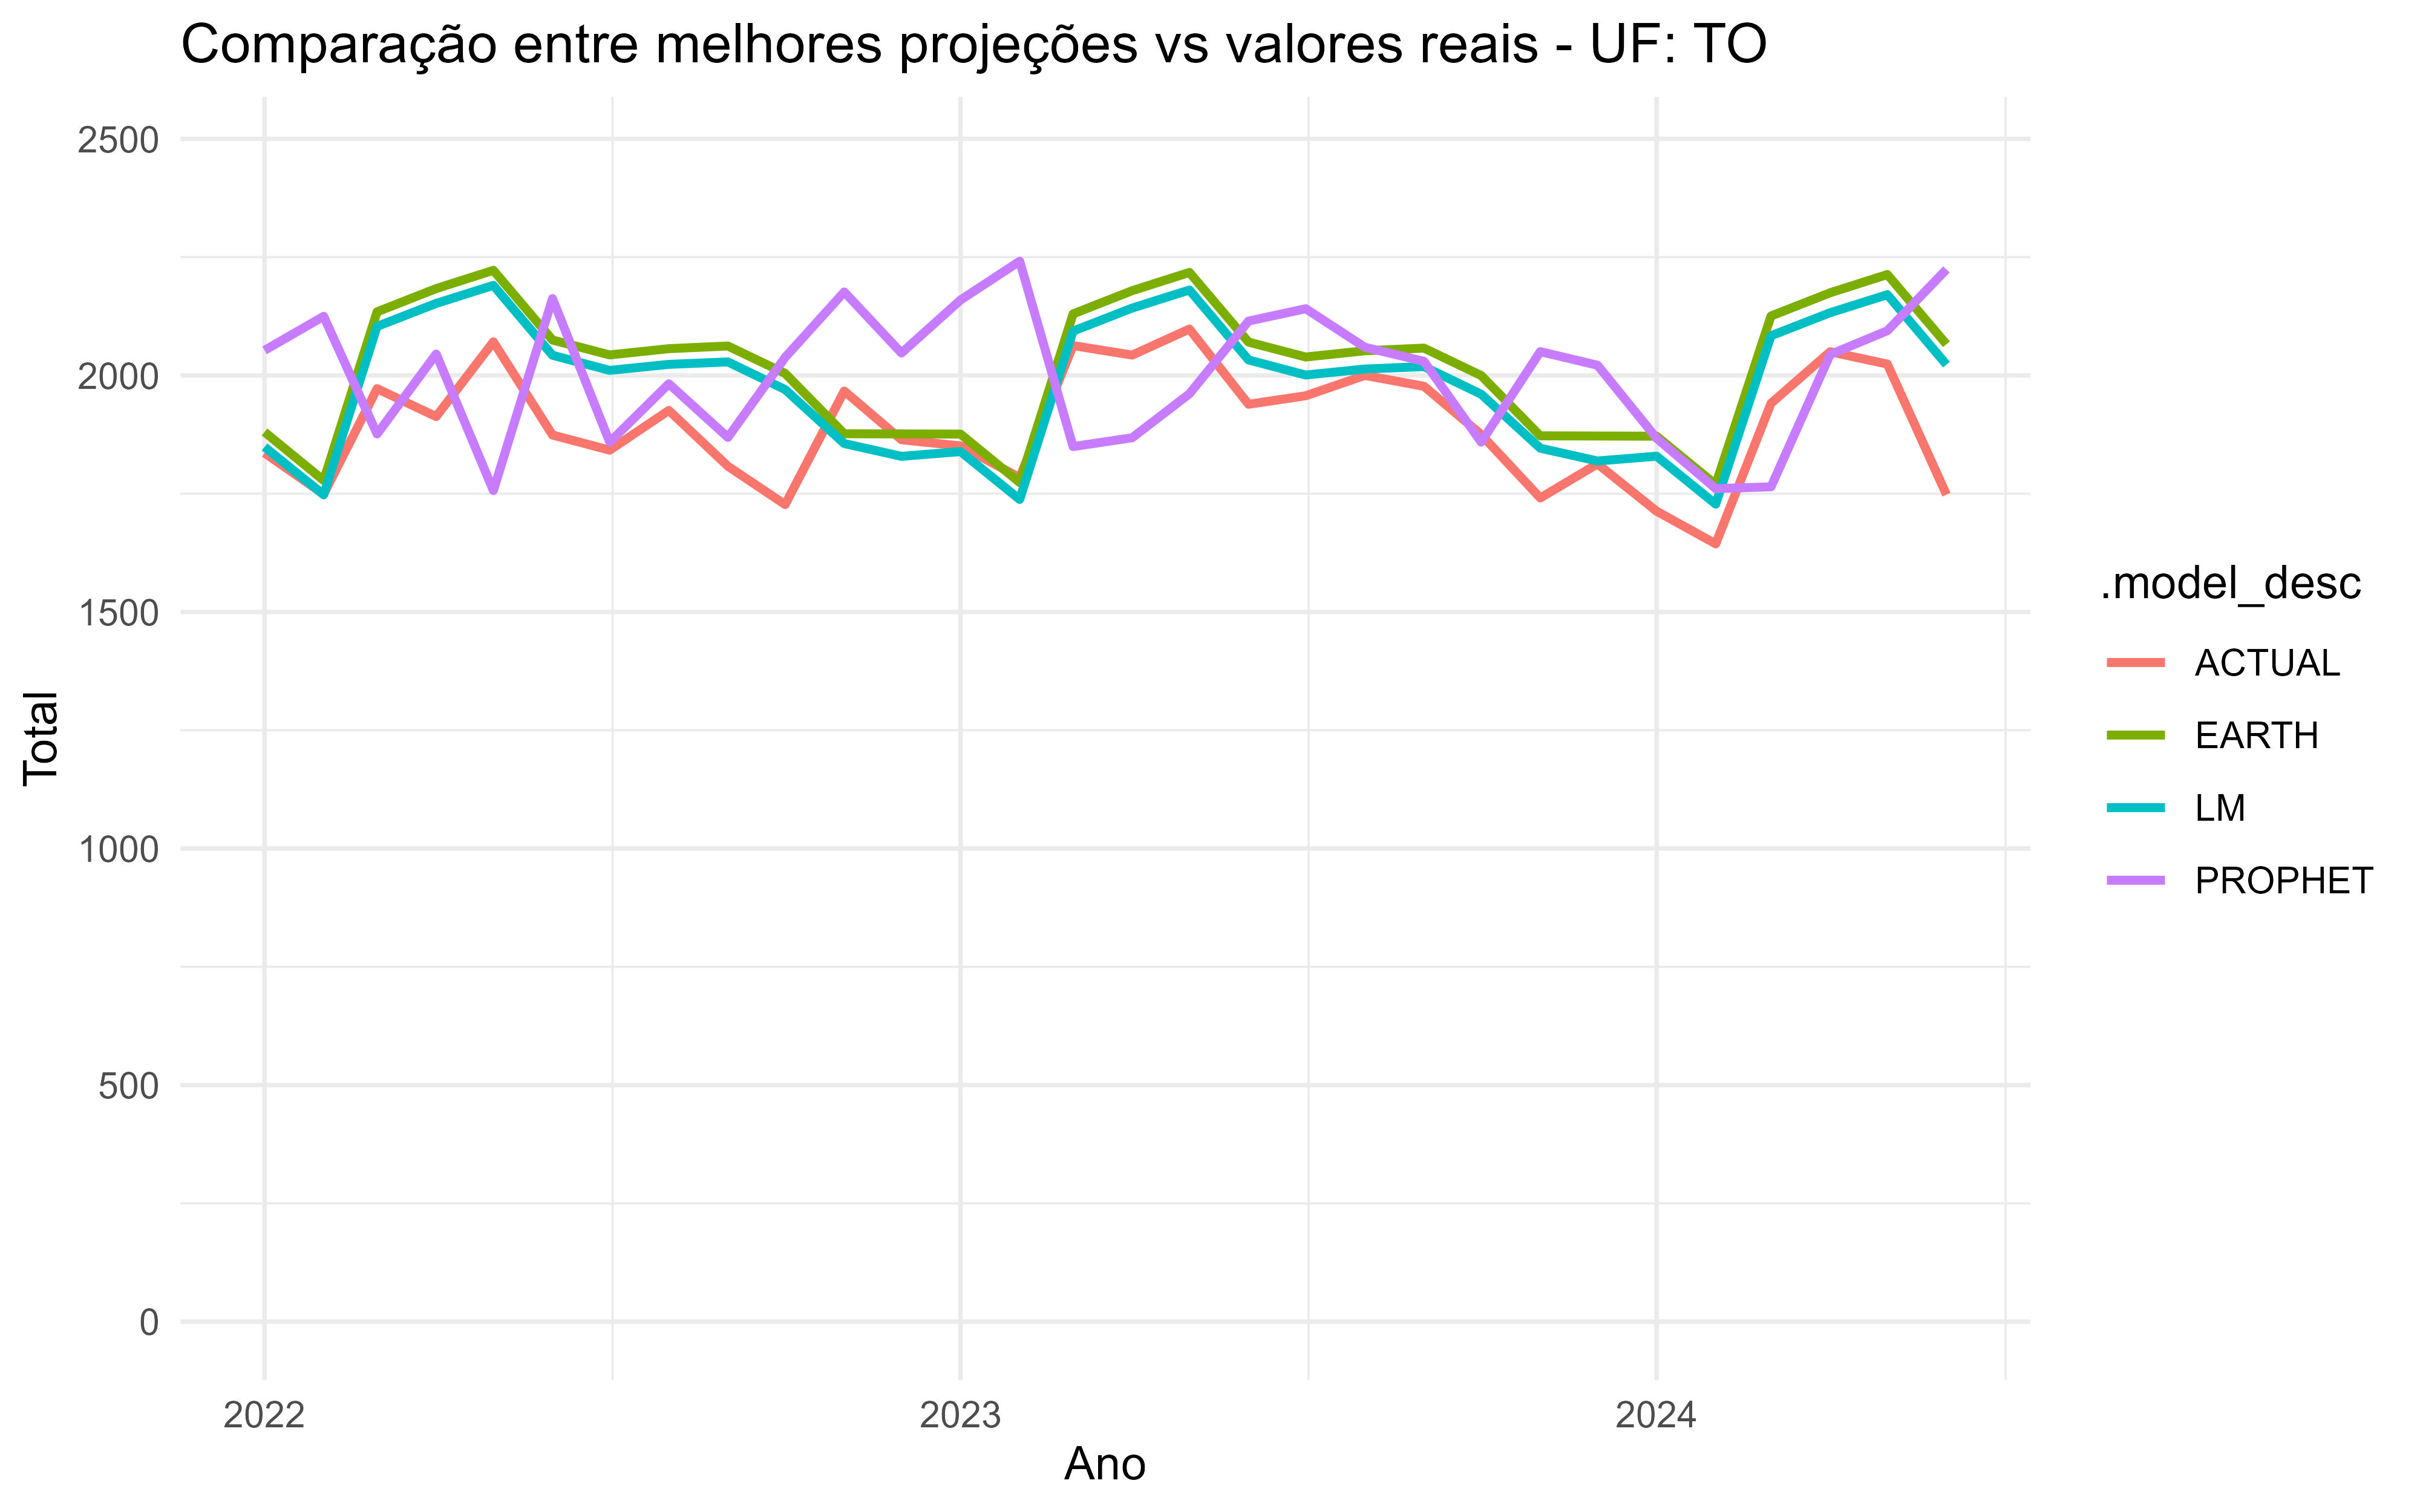 Comparação entre melhores projeções vs valores reais - UF: TO
2500
2000
1500
1000
500
0
Total
2022
2023
2024
Ano
.model_desc
ACTUAL
EARTH
LM
PROPHET